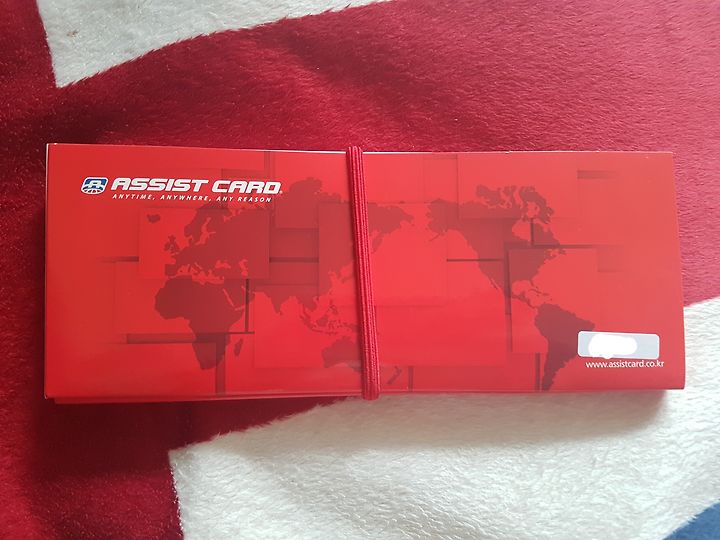 ASSIST CARD®
ANYTIME, ANYWHERE, ANY REASON
www.assistcard.co.kr